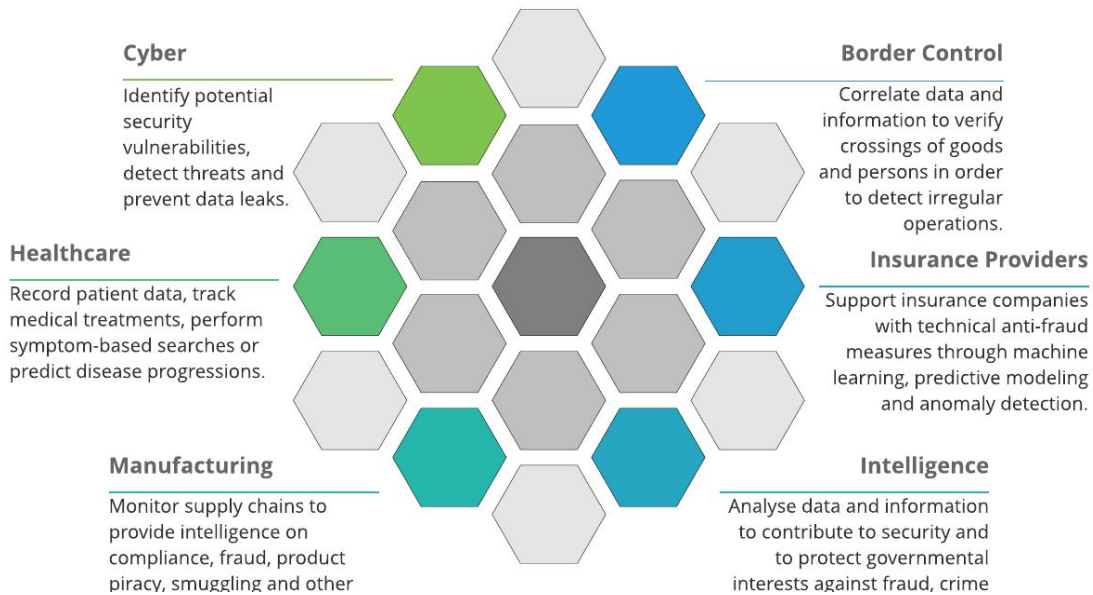 Cyber
Identify potential
security
vulnerabilities,
detect threats and
prevent data leaks.
Border Control
Correlate data and
information to verify
crossings of goods
and persons in order
to detect irregular
operations.
Healthcare
Record patient data, track
medical treatments, perform
symptom-based searches or
predict disease progressions.
Insurance Providers
Support insurance companies
with technical anti-fraud
measures through machine
learning, predictive modeling
and anomaly detection.
Manufacturing
Monitor supply chains to
provide intelligence on
compliance, fraud, product
piracy, smuggling and other
Intelligence
Analyse data and information
to contribute to security and
to protect governmental
interests against fraud, crime